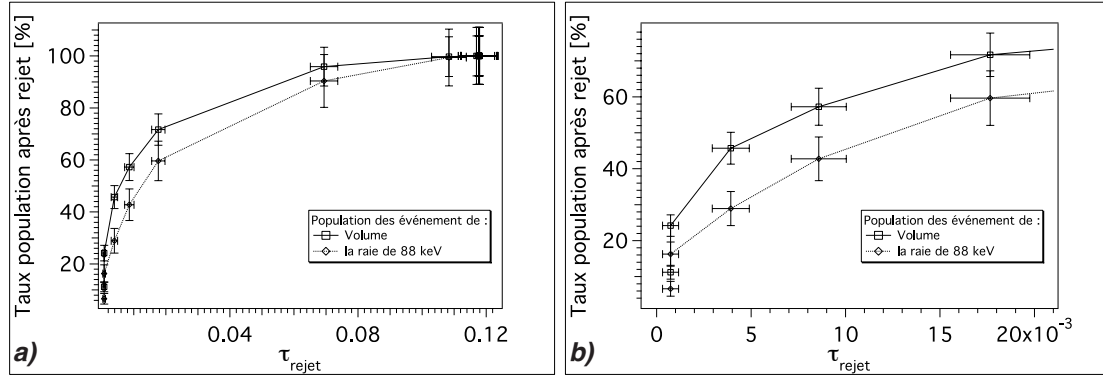 Taux population après rejet [%]
100
80
60
40
20
Population des événement de :
Volume
la raie de 88 keV
0.04
0.08
0.12
τrejet
a)
Taux population après rejet [%]
60
40
20
Population des événement de :
Volume
la raie de 88 keV
0
5
10
15
20x10-3
τrejet
b)